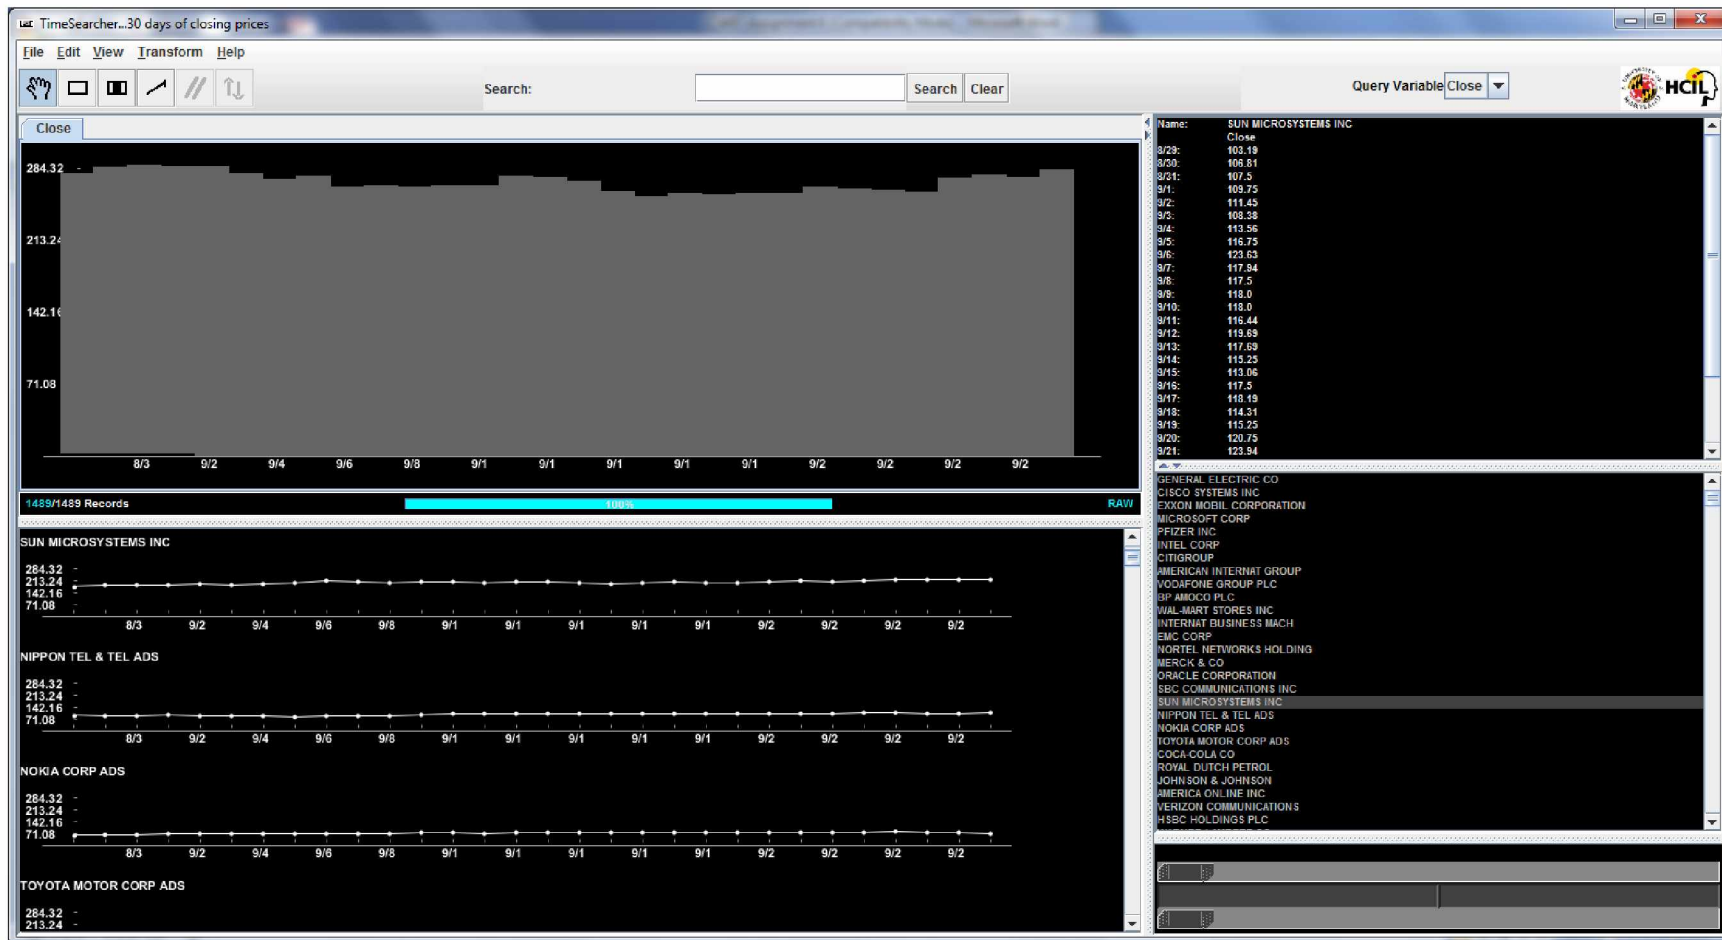 TimeSearcher...30 days of closing prices
File Edit View Transform Help
Search: Search Clear Query Variable Close HCIL
Close
284.32
213.24
142.16
71.08
8/3 9/2 9/4 9/6 9/8 9/1 9/1 9/1 9/1 9/1 9/2 9/2 9/2 9/2
1489/1489 Records 100% RAW
SUN MICROSYSTEMS INC
284.32
213.24
142.16
71.08
8/3 9/2 9/4 9/6 9/8 9/1 9/1 9/1 9/1 9/1 9/2 9/2 9/2 9/2
NIPPON TEL & TEL ADS
284.32
213.24
142.16
71.08
8/3 9/2 9/4 9/6 9/8 9/1 9/1 9/1 9/1 9/1 9/2 9/2 9/2 9/2
NOKIA CORP ADS
284.32
213.24
142.16
71.08
8/3 9/2 9/4 9/6 9/8 9/1 9/1 9/1 9/1 9/1 9/2 9/2 9/2 9/2
TOYOTA MOTOR CORP ADS
284.32
213.24
Name: SUN MICROSYSTEMS INC
Close
8/29: 103.19
8/30: 106.81
8/31: 107.5
9/1: 109.75
9/2: 111.45
9/3: 108.38
9/4: 113.56
9/5: 116.75
9/6: 123.63
9/7: 117.94
9/8: 117.5
9/9: 118.0
9/10: 118.0
9/11: 116.44
9/12: 119.69
9/13: 117.69
9/14: 115.25
9/15: 113.06
9/16: 117.5
9/17: 118.19
9/18: 114.31
9/19: 115.25
9/20: 120.75
9/21: 123.94
GENERAL ELECTRIC CO
CISCO SYSTEMS INC
EXXON MOBIL CORPORATION
MICROSOFT CORP
PFIZER INC
INTEL CORP
CITIGROUP
AMERICAN INTERNAT GROUP
VODAFONE GROUP PLC
BP AMOCO PLC
WAL-MART STORES INC
INTERNAT BUSINESS MACH
EMC CORP
NORTEL NETWORKS HOLDING
MERCK & CO
ORACLE CORPORATION
SBC COMMUNICATIONS INC
SUN MICROSYSTEMS INC
NIPPON TEL & TEL ADS
NOKIA CORP ADS
TOYOTA MOTOR CORP ADS
COCA-COLA CO
ROYAL DUTCH PETROL
JOHNSON & JOHNSON
AMERICA ONLINE INC
VERIZON COMMUNICATIONS
HSBC HOLDINGS PLC